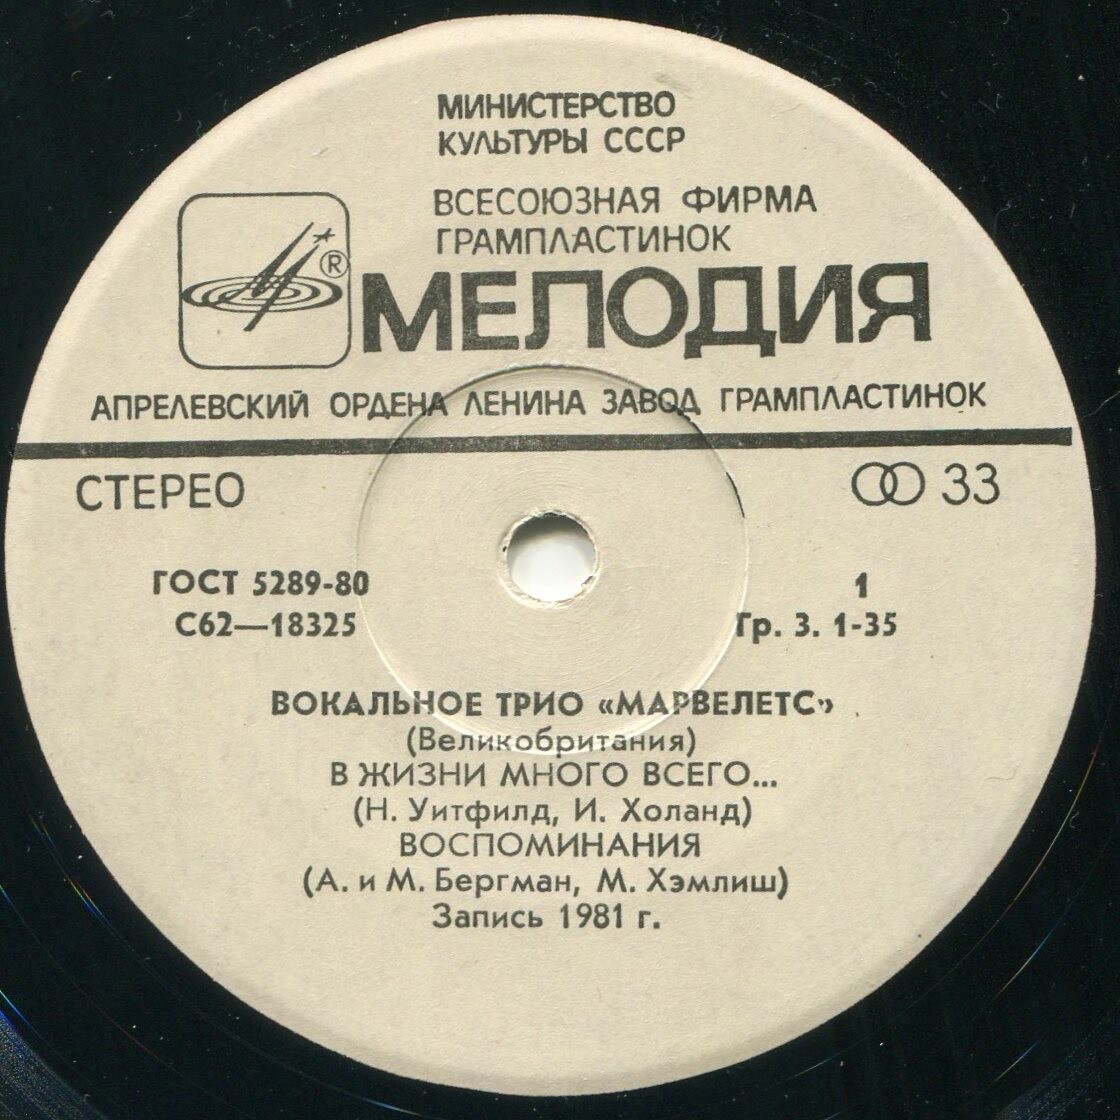 МИНИСТЕРСТВО
КУЛЬТУРЫ СССР
ВСЕСОЮЗНАЯ ФИРМА
ГРАМПЛАСТИНОК
®
МЕЛОДИЯ
АПРЕЛЕВСКИЙ ОРДЕНА ЛЕНИНА ЗАВОД ГРАМПЛАСТИНОК
СТЕРЕО 33
ГОСТ 5289-80 1
С62—18325 Гр. 3. 1-35
ВОКАЛЬНОЕ ТРИО «МАРВЕЛЕТС»
(Великобритания)
В ЖИЗНИ МНОГО ВСЕГО...
(Н. Уитфилд, И. Холанд)
ВОСПОМИНАНИЯ
(А. и М. Бергман, М. Хэмлиш)
Запись 1981 г.